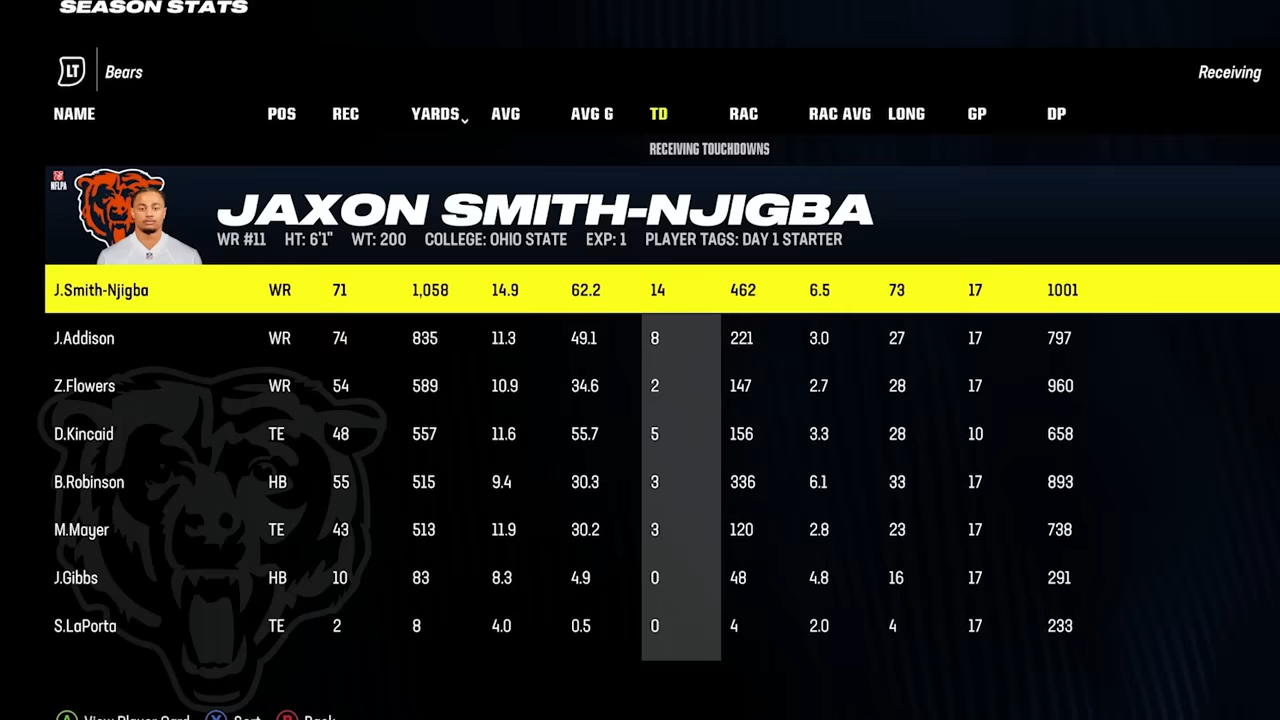 SEASON STATS
LT Bears Receiving
NAME POS REC YARDS AVG AVG G TD RAC RAC AVG LONG GP DP
RECEIVING TOUCHDOWNS
NFLPA
JAXON SMITH-NJIGBA
WR #11 HT: 6'1" WT: 200 COLLEGE: OHIO STATE EXP: 1 PLAYER TAGS: DAY 1 STARTER
J.Smith-Njigba WR 71 1,058 14.9 62.2 14 462 6.5 73 17 1001
J.Addison WR 74 835 11.3 49.1 8 221 3.0 27 17 797
Z.Flowers WR 54 589 10.9 34.6 2 147 2.7 28 17 960
D.Kincaid TE 48 557 11.6 55.7 5 156 3.3 28 10 658
B.Robinson HB 55 515 9.4 30.3 3 336 6.1 33 17 893
M.Mayer TE 43 513 11.9 30.2 3 120 2.8 23 17 738
J.Gibbs HB 10 83 8.3 4.9 0 48 4.8 16 17 291
S.LaPorta TE 2 8 4.0 0.5 0 4 2.0 4 17 233
A View Player Card X Sort B Back